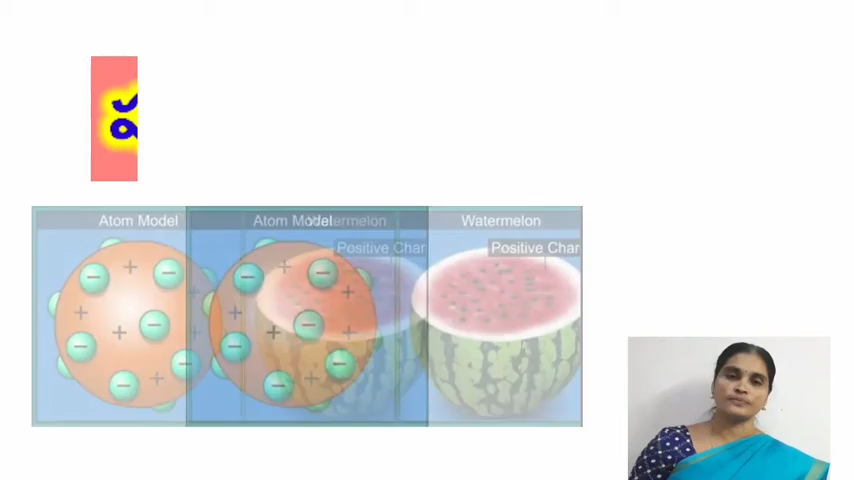 Atom Model Atom Model Watermelon Watermelon
Positive Char Positive Char